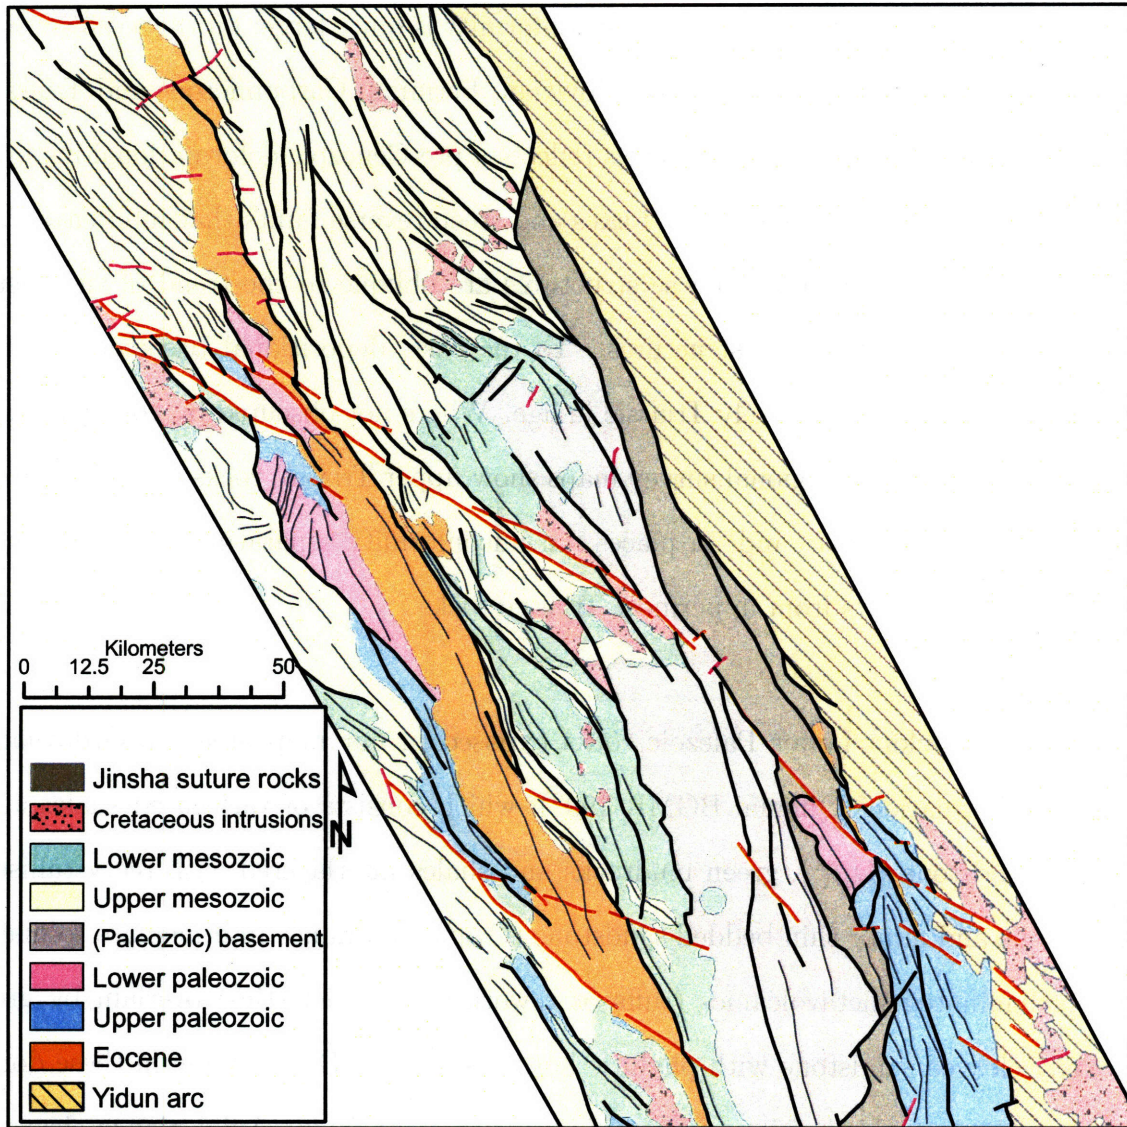 Kilometers
0 12.5 25 50
N
Jinsha suture rocks
Cretaceous intrusions
Lower mesozoic
Upper mesozoic
(Paleozoic) basement
Lower paleozoic
Upper paleozoic
Eocene
Yidun arc